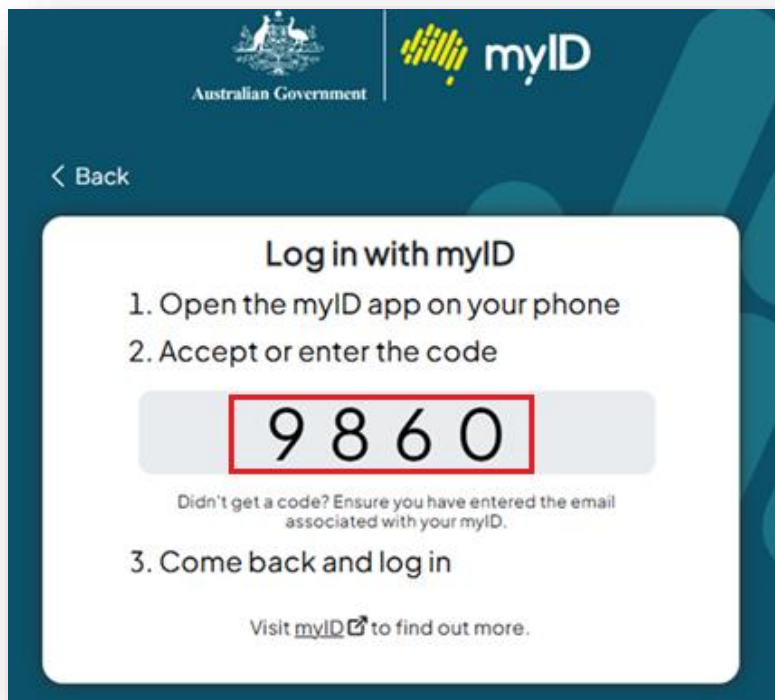 Australian Government
myID
< Back
Log in with myID
1. Open the myID app on your phone
2. Accept or enter the code
9 8 6 0
Didn't get a code? Ensure you have entered the email
associated with your myID.
3. Come back and log in
Visit myID to find out more.